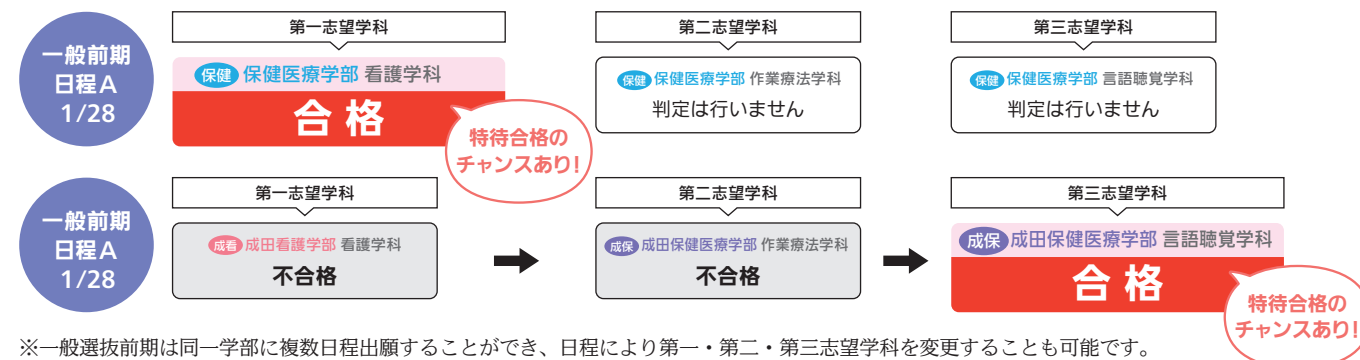 一般前期
日程A
1/28
第一志望学科
保健 保健医療学部 看護学科
合格
特待合格の
チャンスあり!
第二志望学科
保健 保健医療学部 作業療法学科
判定は行いません
第三志望学科
保健 保健医療学部 言語聴覚学科
判定は行いません
一般前期
日程A
1/28
第一志望学科
成看 成田看護学部 看護学科
不合格
第二志望学科
成保 成田保健医療学部 作業療法学科
不合格
第三志望学科
成保 成田保健医療学部 言語聴覚学科
合格
特待合格の
チャンスあり!
※一般選抜前期は同一学部に複数日程出願することができ、日程により第一・第二・第三志望学科を変更することも可能です。